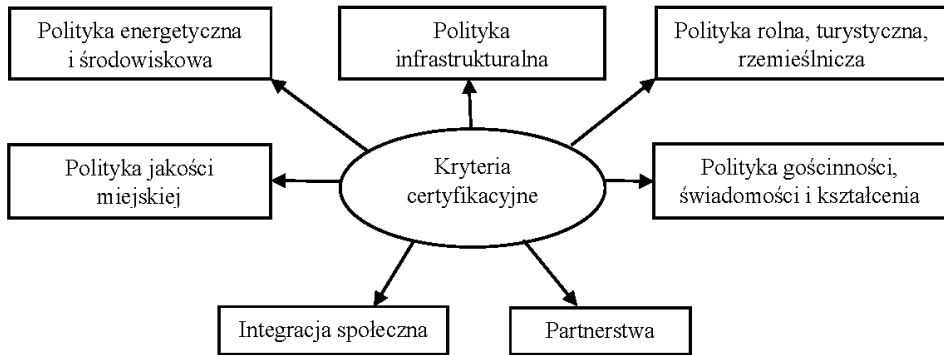 Polityka energetyczna
i środowiskowa
Polityka
infrastrukturalna
Polityka rolna, turystyczna,
rzemieślnicza
Polityka jakości
miejskiej
Kryteria
certyfikacyjne
Polityka gościnności,
świadomości i kształcenia
Integracja społeczna
Partnerstwa